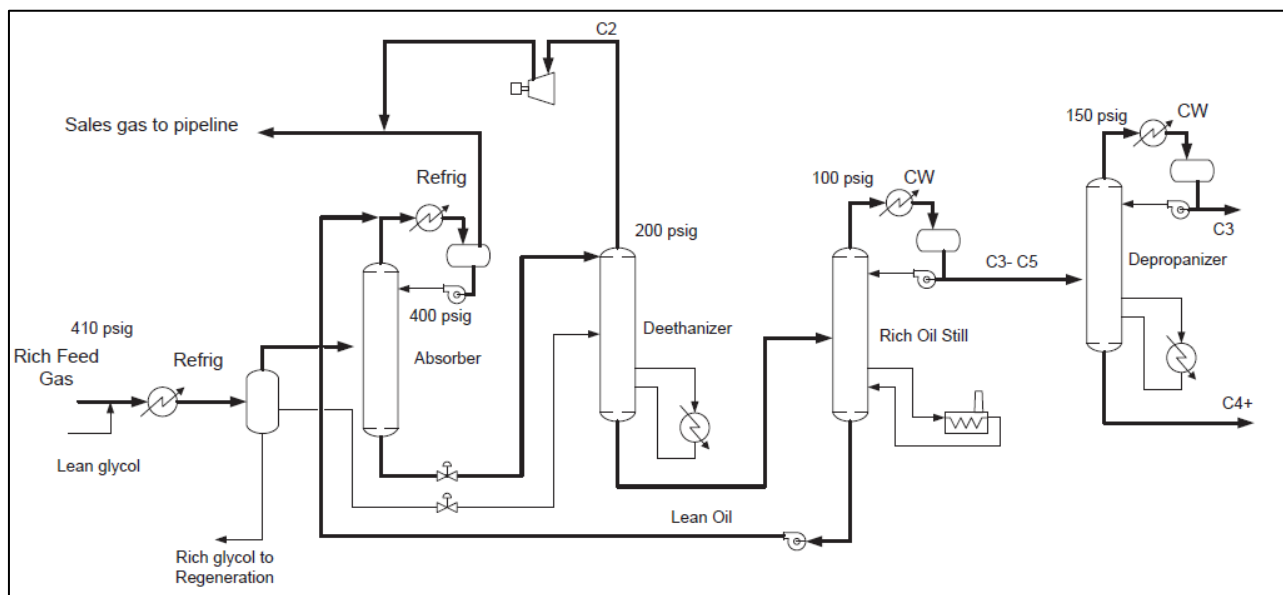 C2
Sales gas to pipeline
150 psig
CW
Refrig
100 psig
CW
C3
200 psig
C3- C5
Depropanizer
400 psig
Deethanizer
Rich Oil Still
410 psig
Absorber
Rich Feed
Gas
Refrig
C4+
Lean glycol
Lean Oil
Rich glycol to
Regeneration